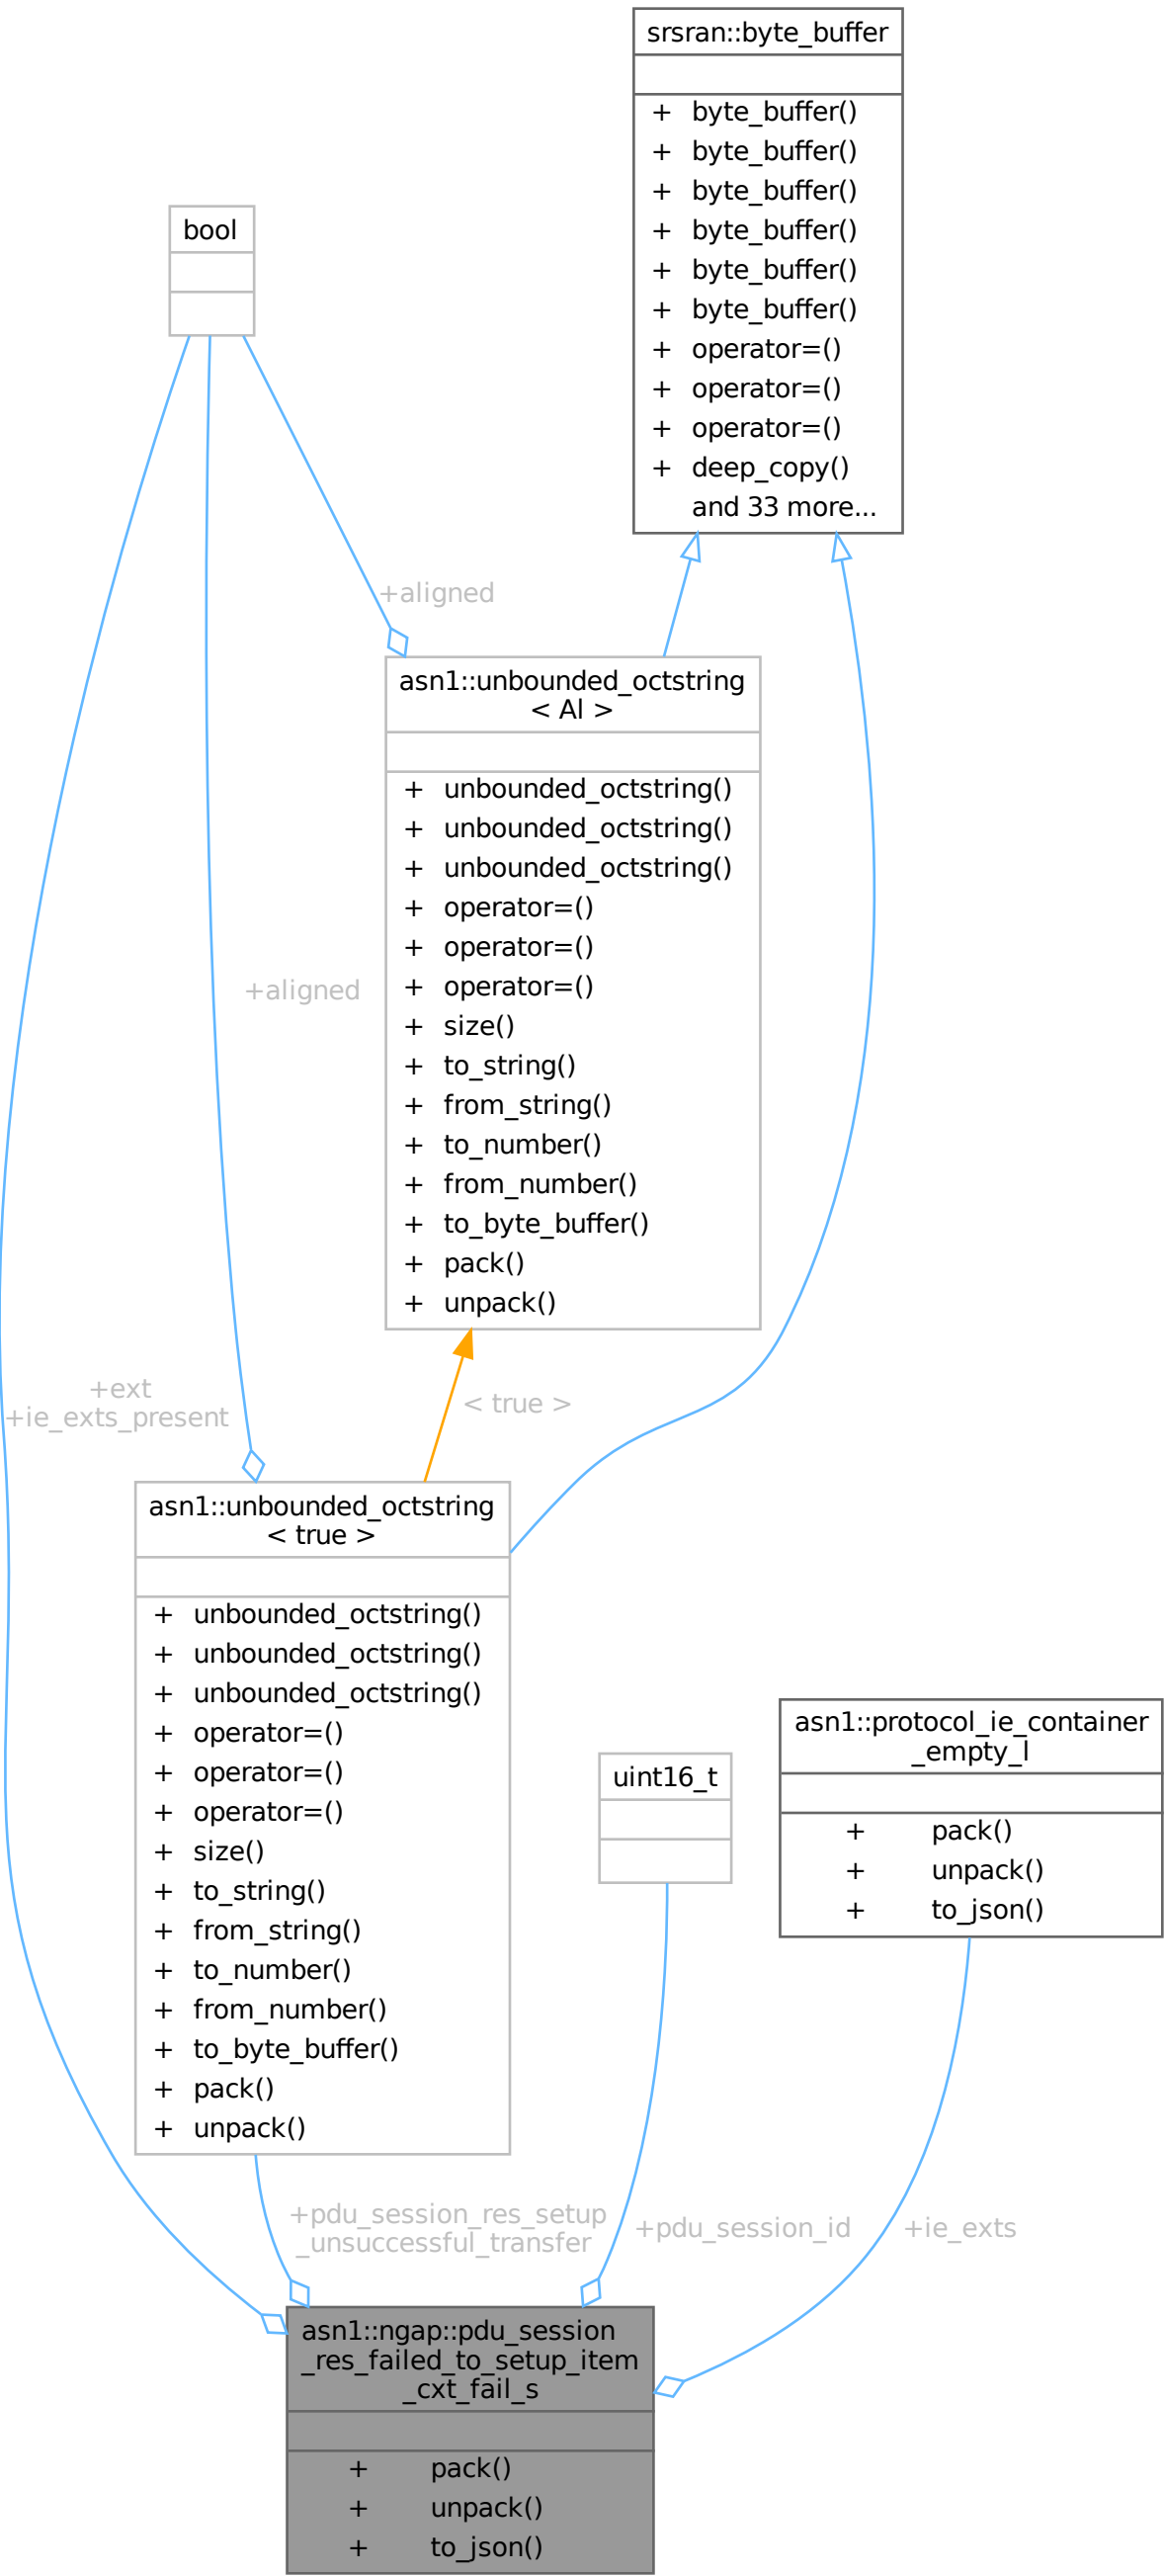 srsran::byte_buffer
+ byte_buffer()
+ byte_buffer()
+ byte_buffer()
+ byte_buffer()
+ byte_buffer()
+ byte_buffer()
+ operator=()
+ operator=()
+ operator=()
+ deep_copy()
and 33 more...
bool
+aligned
asn1::unbounded_octstring
< Al >
+ unbounded_octstring()
+ unbounded_octstring()
+ unbounded_octstring()
+ operator=()
+ operator=()
+ operator=()
+ size()
+ to_string()
+ from_string()
+ to_number()
+ from_number()
+ to_byte_buffer()
+ pack()
+ unpack()
+aligned
+ext
+ie_exts_present
< true >
asn1::unbounded_octstring
< true >
+ unbounded_octstring()
+ unbounded_octstring()
+ unbounded_octstring()
+ operator=()
+ operator=()
+ operator=()
+ size()
+ to_string()
+ from_string()
+ to_number()
+ from_number()
+ to_byte_buffer()
+ pack()
+ unpack()
uint16_t
asn1::protocol_ie_container
_empty_l
+ pack()
+ unpack()
+ to_json()
+pdu_session_res_setup
_unsuccessful_transfer
+pdu_session_id
+ie_exts
asn1::ngap::pdu_session
_res_failed_to_setup_item
_cxt_fail_s
+ pack()
+ unpack()
+ to_json()